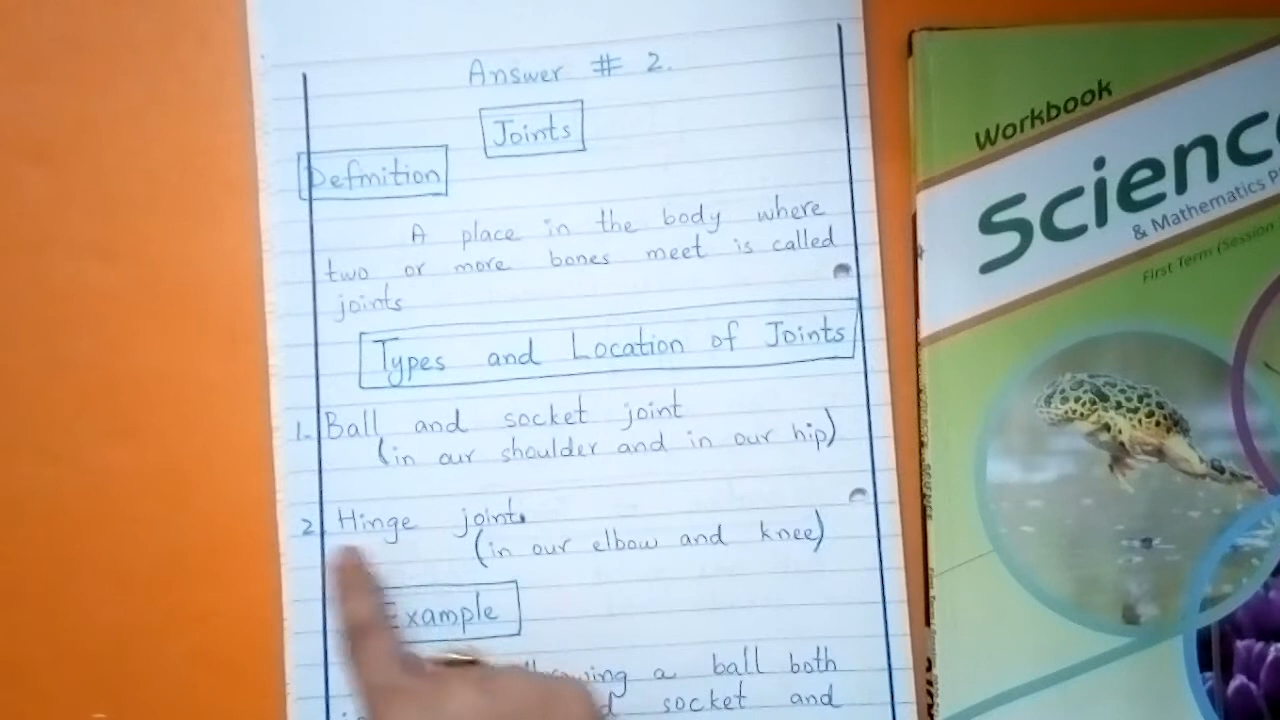 Answer # 2.
Joints
Defmition
A place in the body where
two or more bones meet is called
joints
Types and Location of Joints
1. Ball and socket joint
(in our shoulder and in our hip)
2 Hinge joint.
(in our elbow and knee)
Example
a ball both
socket and
Workbook
Science
& Mathematics
First Term (Session